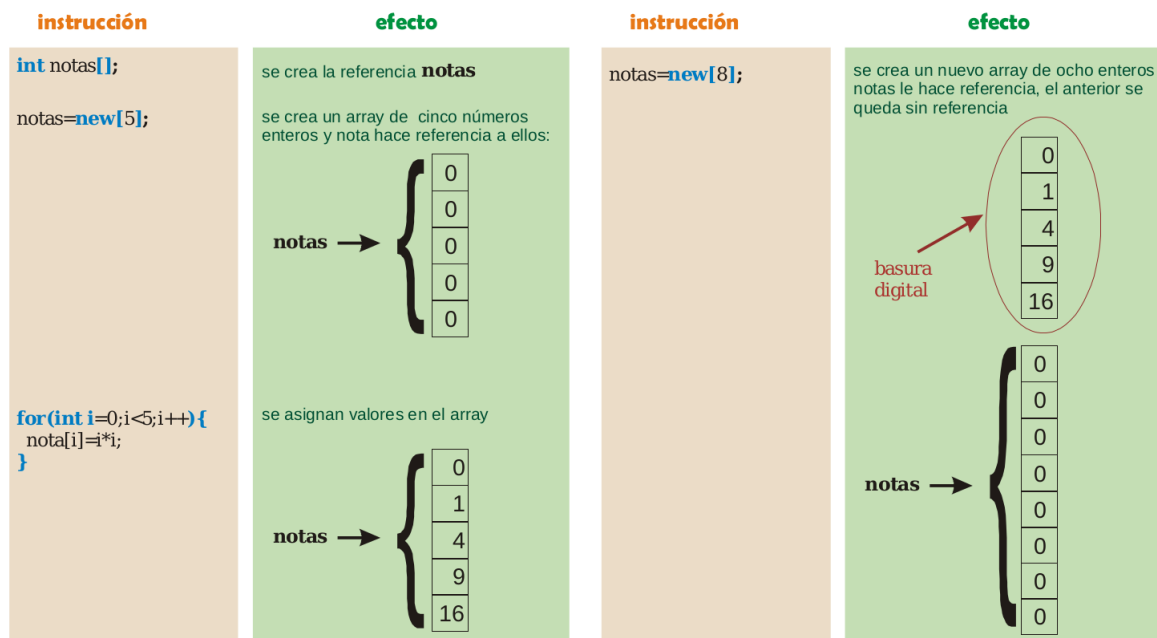 instrucción
efecto
int notas[];
se crea la referencia notas
notas=new[5];
se crea un array de cinco números
enteros y nota hace referencia a ellos:
notas
0
0
0
0
0
for(int i=0;i<5;i++){
nota[i]=i*i;
}
se asignan valores en el array
notas
0
1
4
9
16
instrucción
efecto
notas=new[8];
se crea un nuevo array de ocho enteros
notas le hace referencia, el anterior se
queda sin referencia
0
1
4
9
16
basura
digital
notas
0
0
0
0
0
0
0
0